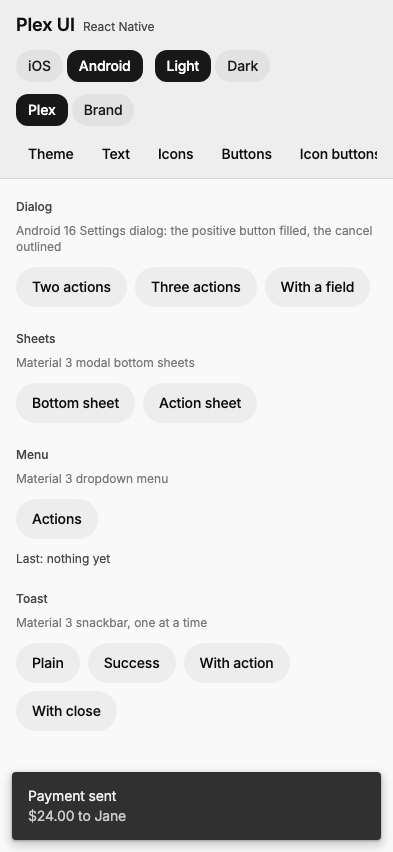 Plex UI React Native
iOS Android Light Dark
Plex Brand
Theme Text Icons Buttons Icon buttons
Dialog
Android 16 Settings dialog: the positive button filled, the cancel
outlined
Two actions Three actions With a field
Sheets
Material 3 modal bottom sheets
Bottom sheet Action sheet
Menu
Material 3 dropdown menu
Actions
Last: nothing yet
Toast
Material 3 snackbar, one at a time
Plain Success With action
With close
Payment sent
$24.00 to Jane